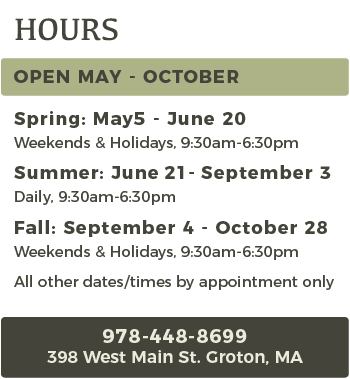 HOURS
OPEN MAY - OCTOBER
Spring: May5 - June 20
Weekends & Holidays, 9:30am-6:30pm
Summer: June 21- September 3
Daily, 9:30am-6:30pm
Fall: September 4 - October 28
Weekends & Holidays, 9:30am-6:30pm
All other dates/times by appointment only
978-448-8699
398 West Main St. Groton, MA